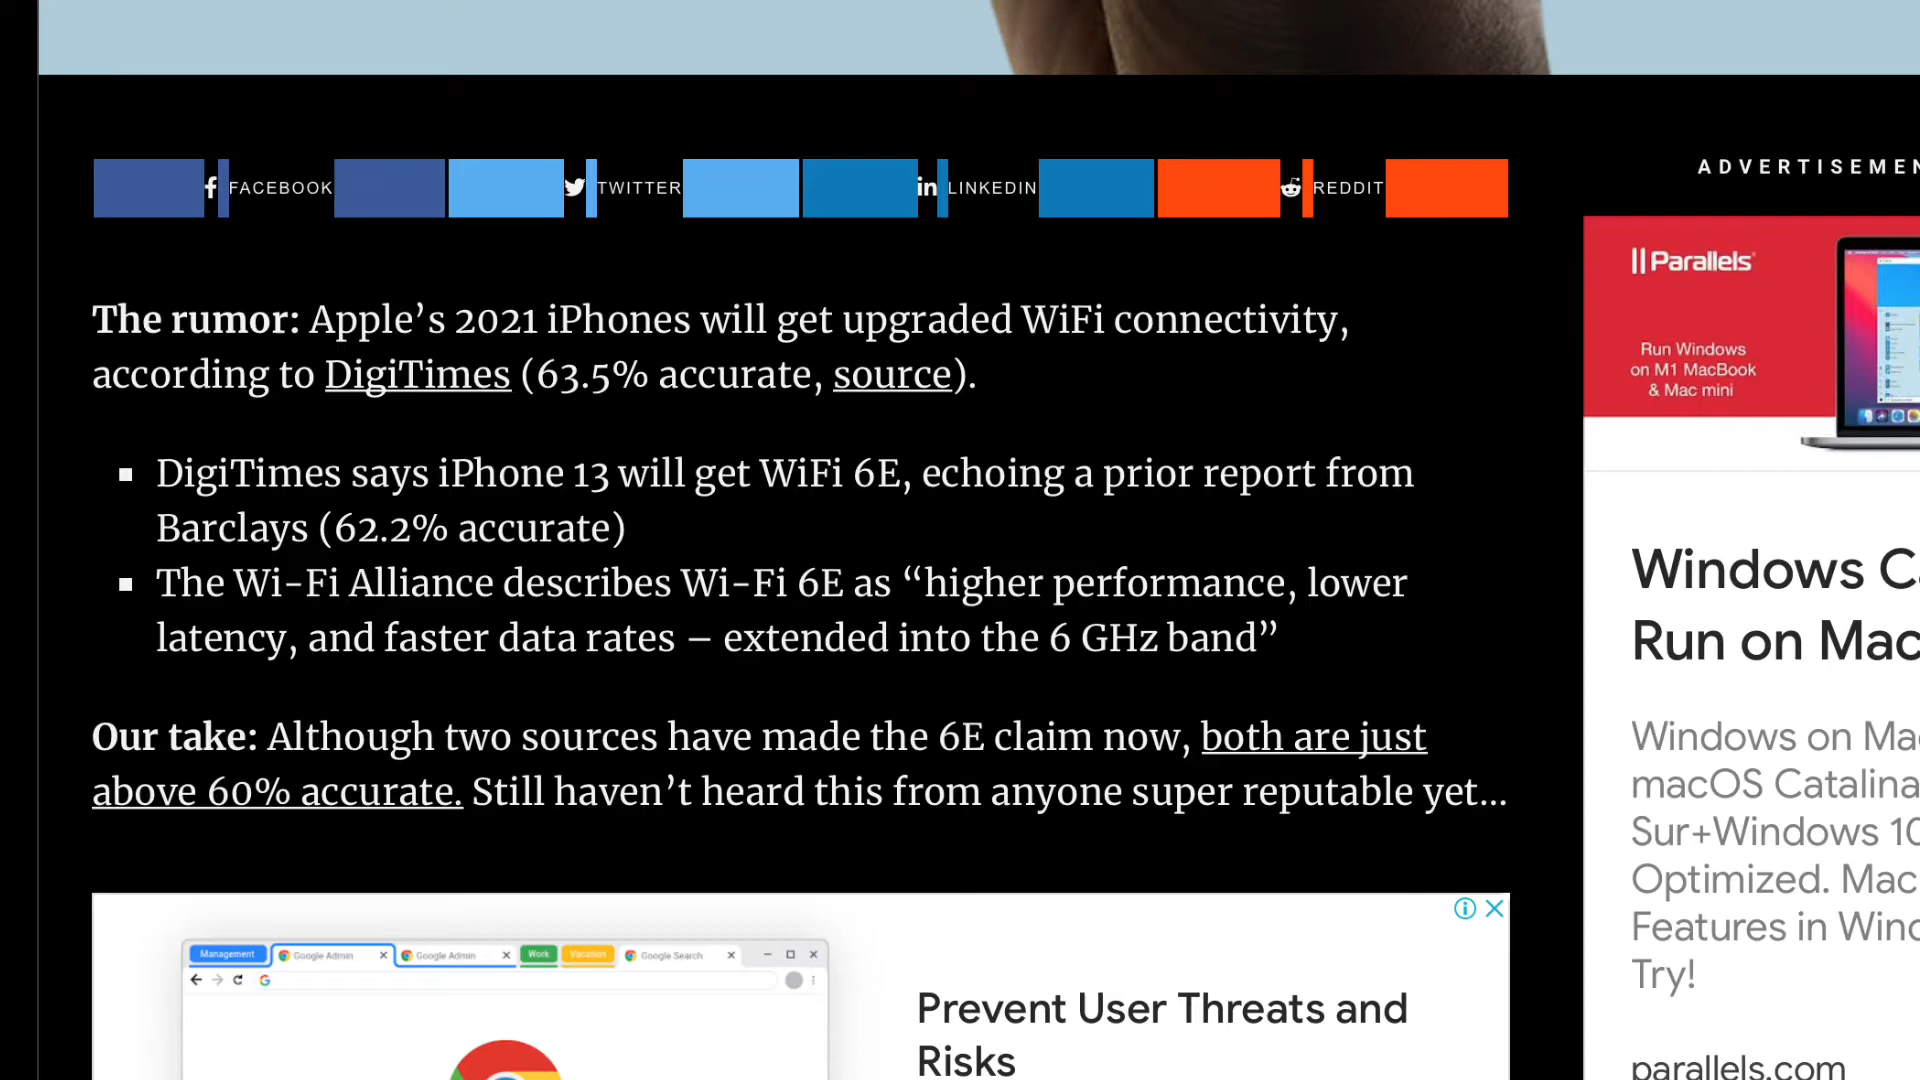 FACEBOOK TWITTER LINKEDIN REDDIT
The rumor: Apple’s 2021 iPhones will get upgraded WiFi connectivity,
according to DigiTimes (63.5% accurate, source).
▪ DigiTimes says iPhone 13 will get WiFi 6E, echoing a prior report from
Barclays (62.2% accurate)
▪ The Wi-Fi Alliance describes Wi-Fi 6E as “higher performance, lower
latency, and faster data rates – extended into the 6 GHz band”
Our take: Although two sources have made the 6E claim now, both are just
above 60% accurate. Still haven’t heard this from anyone super reputable yet...
Management Google Admin Google Admin Work Vacation Google Search
Prevent User Threats and
Risks
ADVERTISEMEN
Parallels
Run Windows
on M1 MacBook
& Mac mini
Windows Ca
Run on Mac
Windows on Ma
macOS Catalina
Sur+Windows 10
Optimized. Mac
Features in Wind
Try!
parallels.com